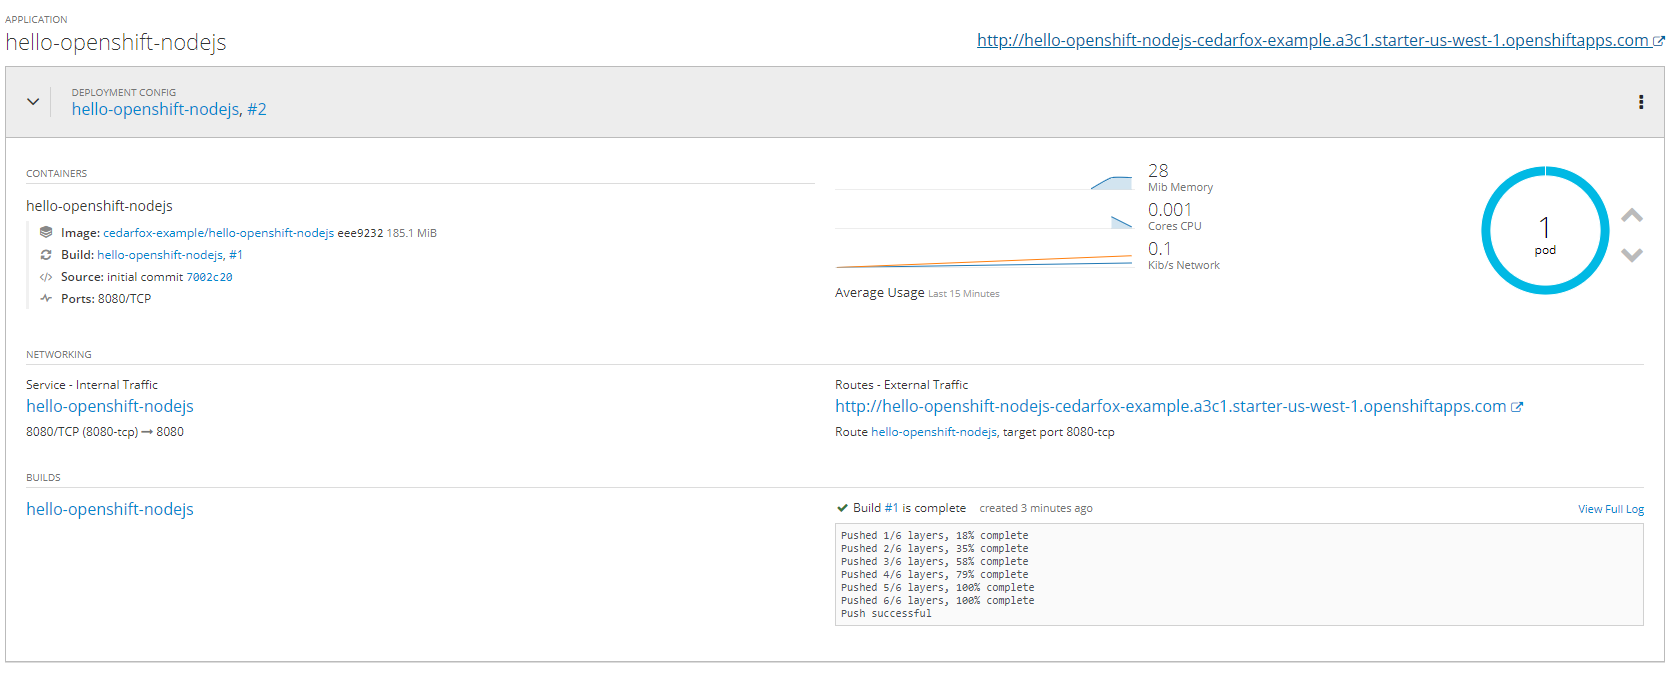 APPLICATION
hello-openshift-nodejs
http://hello-openshift-nodejs-cedarfox-example.a3c1.starter-us-west-1.openshiftapps.com
DEPLOYMENT CONFIG
hello-openshift-nodejs, #2
CONTAINERS
hello-openshift-nodejs
Image: cedarfox-example/hello-openshift-nodejs eee9232 185.1 MiB
Build: hello-openshift-nodejs, #1
Source: initial commit 7002c20
Ports: 8080/TCP
28
Mib Memory
0.001
Cores CPU
0.1
Kib/s Network
Average Usage Last 15 Minutes
1
pod
NETWORKING
Service - Internal Traffic
hello-openshift-nodejs
8080/TCP (8080-tcp) → 8080
Routes - External Traffic
http://hello-openshift-nodejs-cedarfox-example.a3c1.starter-us-west-1.openshiftapps.com
Route hello-openshift-nodejs, target port 8080-tcp
BUILDS
hello-openshift-nodejs
Build #1 is complete created 3 minutes ago
View Full Log
Pushed 1/6 layers, 18% complete
Pushed 2/6 layers, 35% complete
Pushed 3/6 layers, 58% complete
Pushed 4/6 layers, 79% complete
Pushed 5/6 layers, 100% complete
Pushed 6/6 layers, 100% complete
Push successful